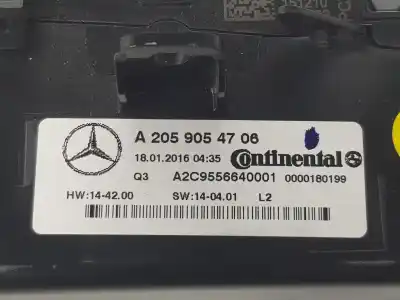 A 205 905 47 06
18.01.2016 04:35
Continental
Q3 A2C9556640001 0000180199
HW:14-42.00 SW:14-04.01 L2